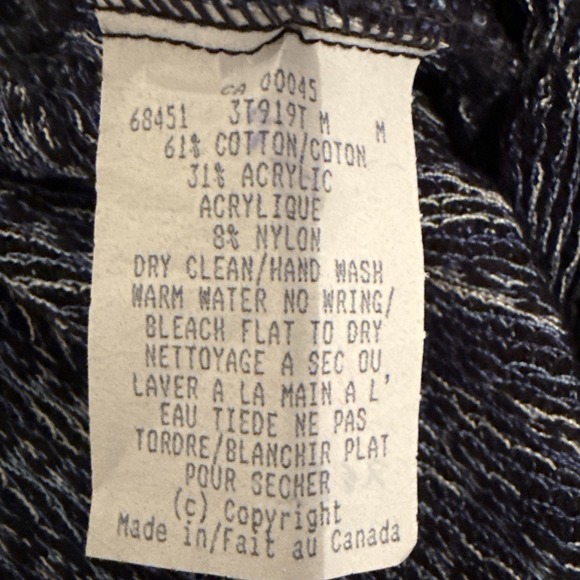 CA 00045
68451 3T919T M M
61% COTTON/COTON
31% ACRYLIC
ACRYLIQUE
8% NYLON
DRY CLEAN/HAND WASH
WARM WATER NO WRING/
BLEACH FLAT TO DRY
NETTOYAGE A SEC OU
LAVER A LA MAIN A L'
EAU TIEDE NE PAS
TORDRE/BLANCHIR PLAT
POUR SECHER
(c) Copyright
Made in/Fait au Canada